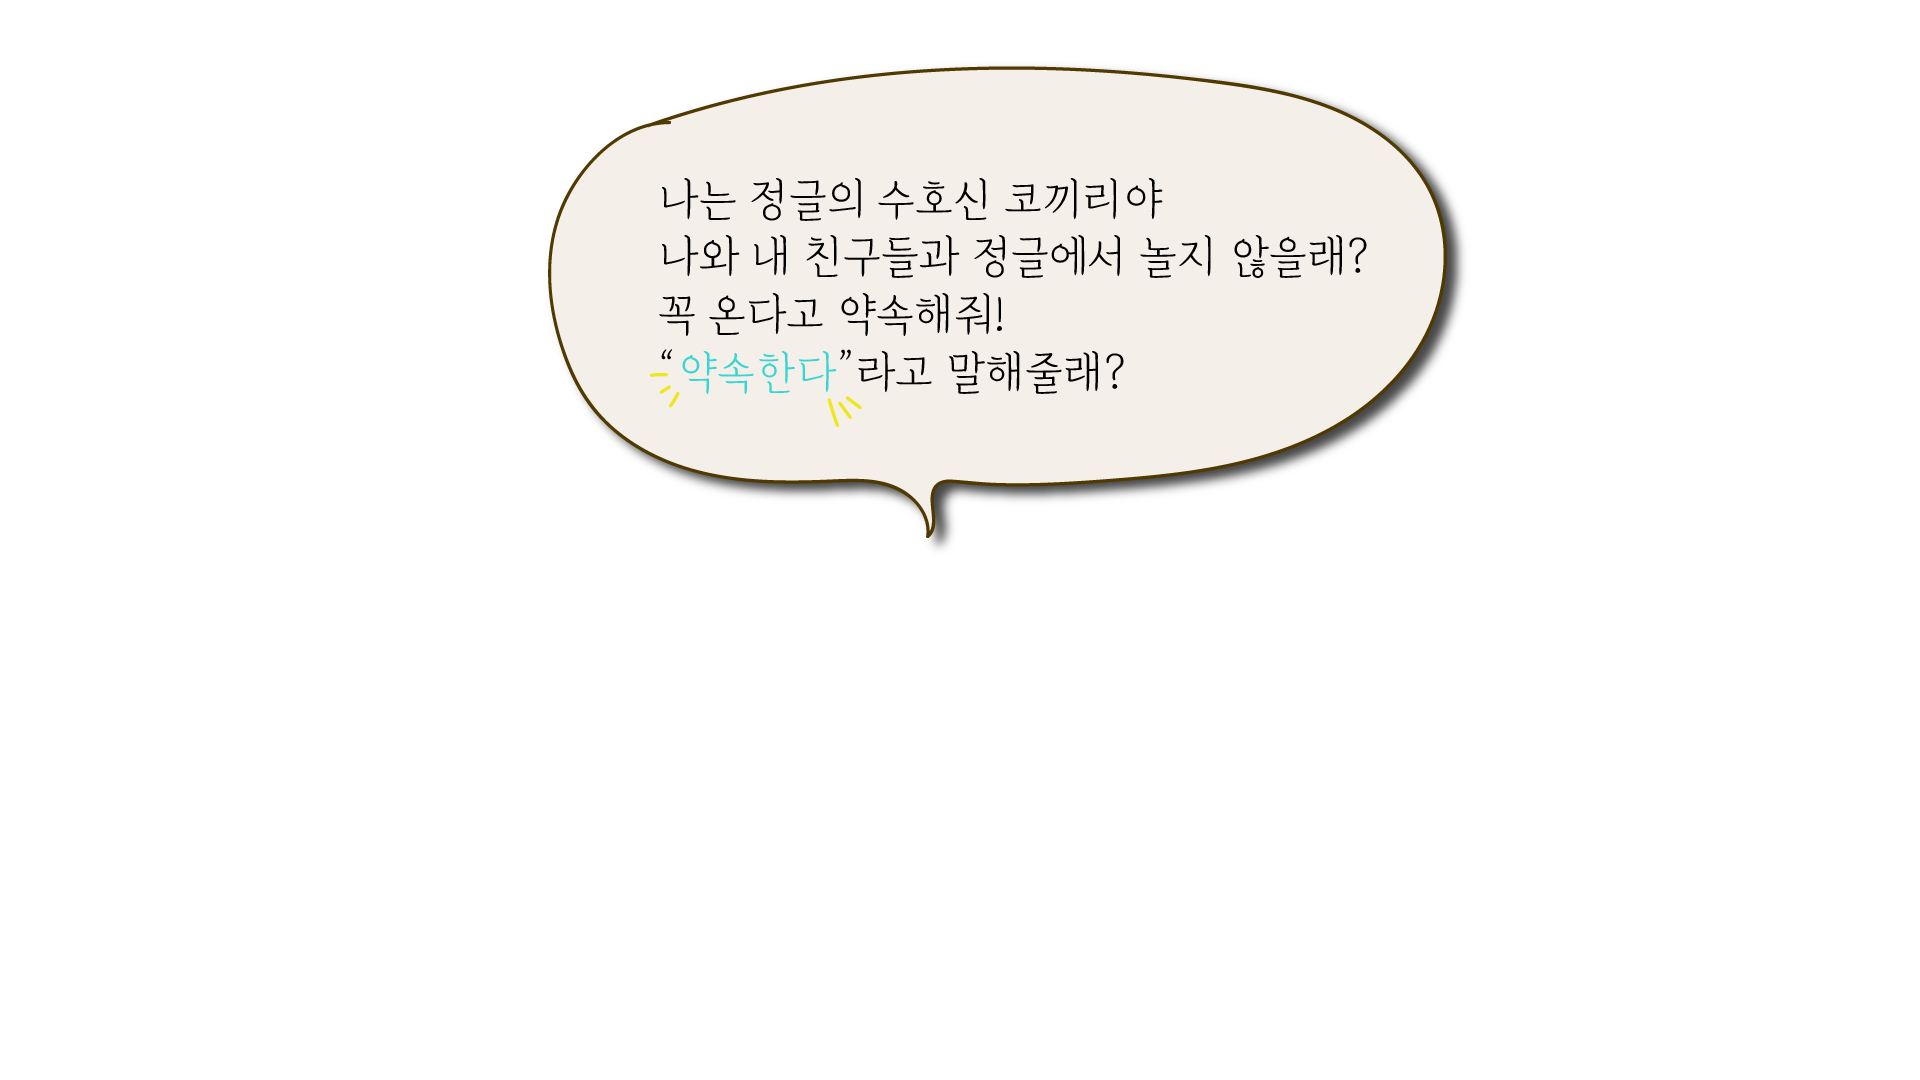 나는 정글의 수호신 코끼리야
나와 내 친구들과 정글에서 놀지 않을래?
꼭 온다고 약속해줘!
“약속한다”라고 말해줄래?